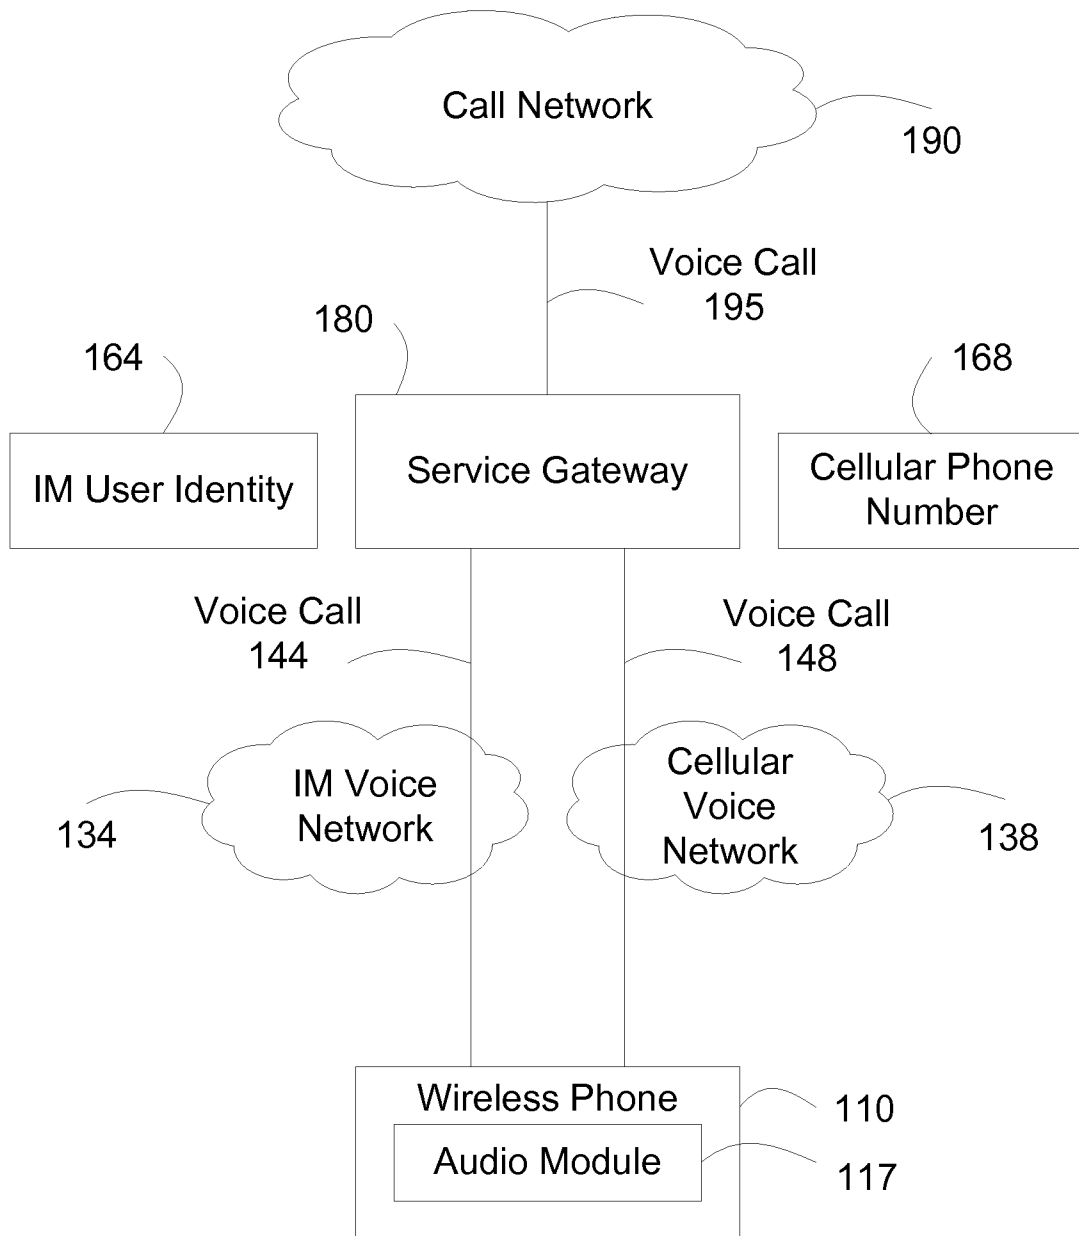 Call Network
190
Voice Call
195
180
164
168
IM User Identity
Service Gateway
Cellular Phone
Number
Voice Call
144
Voice Call
148
IM Voice
Network
Cellular
Voice
Network
134
138
Wireless Phone
110
Audio Module
117